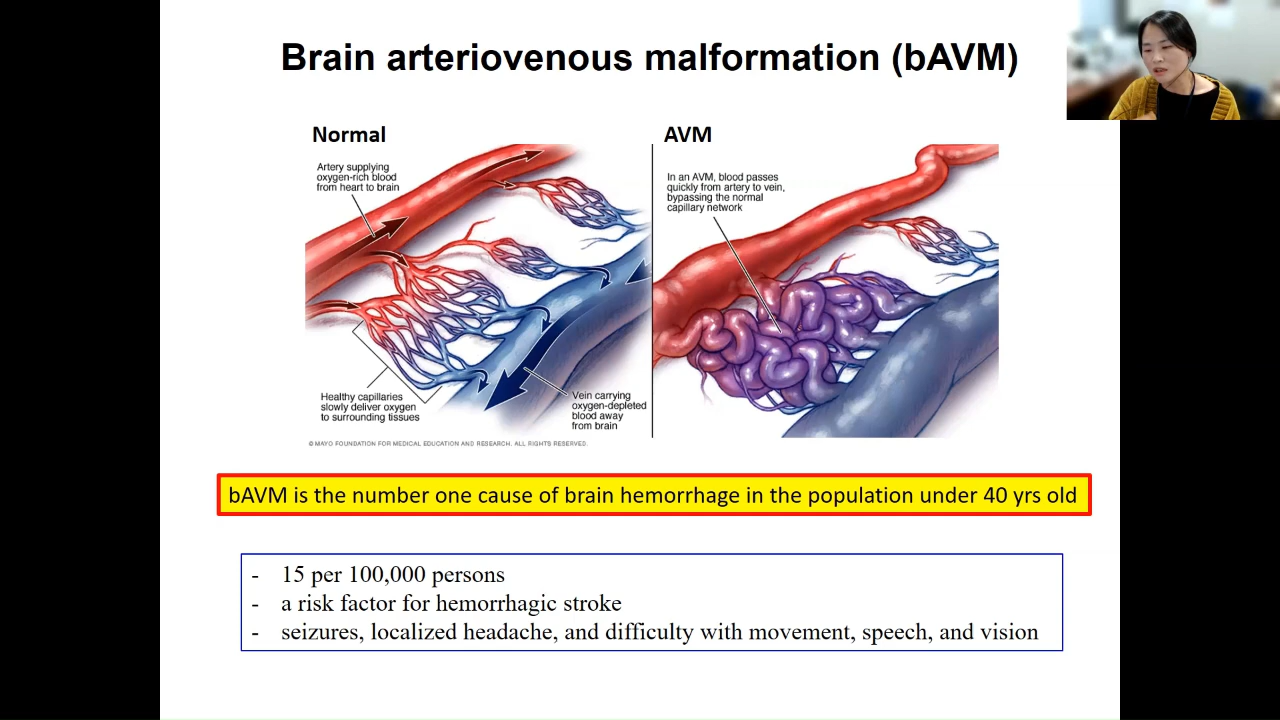 Brain arteriovenous malformation (bAVM)
Normal
Artery supplying
oxygen-rich blood
from heart to brain
Healthy capillaries
slowly deliver oxygen
to surrounding tissues
Vein carrying
oxygen-depleted
blood away
from brain
© MAYO FOUNDATION FOR MEDICAL EDUCATION AND RESEARCH. ALL RIGHTS RESERVED.
AVM
In an AVM, blood passes
quickly from artery to vein,
bypassing the normal
capillary network
bAVM is the number one cause of brain hemorrhage in the population under 40 yrs old
- 15 per 100,000 persons
- a risk factor for hemorrhagic stroke
- seizures, localized headache, and difficulty with movement, speech, and vision